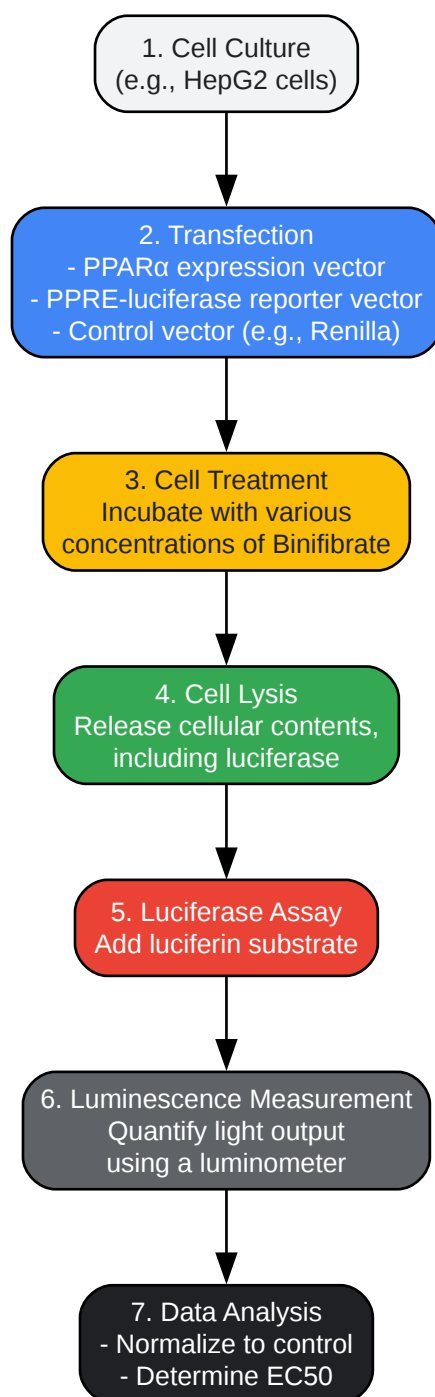 1. Cell Culture
(e.g., HepG2 cells)
2. Transfection
- PPARα expression vector
- PPRE-luciferase reporter vector
- Control vector (e.g., Renilla)
3. Cell Treatment
Incubate with various
concentrations of Binifibrate
4. Cell Lysis
Release cellular contents,
including luciferase
5. Luciferase Assay
Add luciferin substrate
6. Luminescence Measurement
Quantify light output
using a luminometer
7. Data Analysis
- Normalize to control
- Determine EC50